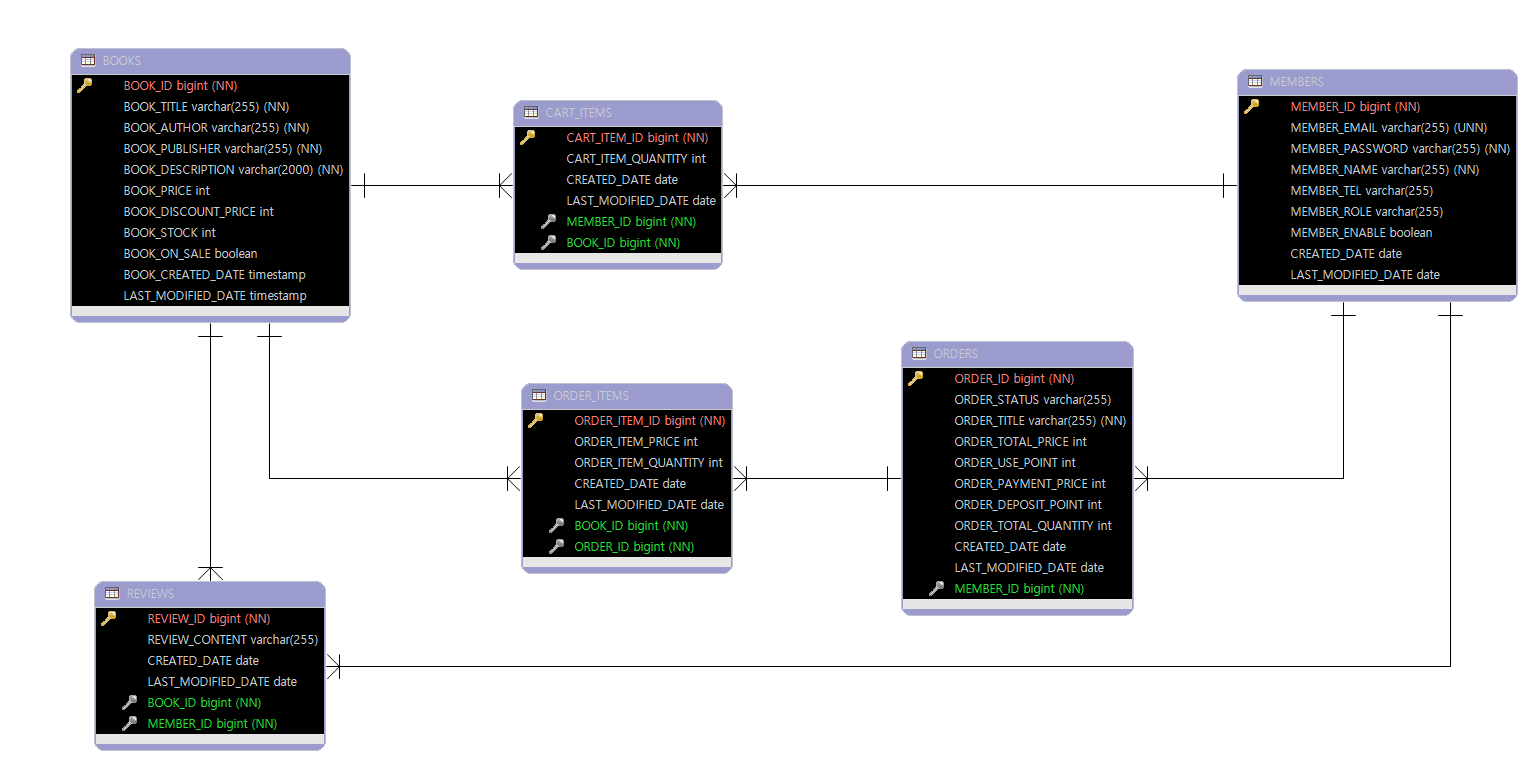 BOOKS
BOOK_ID bigint (NN)
BOOK_TITLE varchar(255) (NN)
BOOK_AUTHOR varchar(255) (NN)
BOOK_PUBLISHER varchar(255) (NN)
BOOK_DESCRIPTION varchar(2000) (NN)
BOOK_PRICE int
BOOK_DISCOUNT_PRICE int
BOOK_STOCK int
BOOK_ON_SALE boolean
BOOK_CREATED_DATE timestamp
LAST_MODIFIED_DATE timestamp
CART_ITEMS
CART_ITEM_ID bigint (NN)
CART_ITEM_QUANTITY int
CREATED_DATE date
LAST_MODIFIED_DATE date
MEMBER_ID bigint (NN)
BOOK_ID bigint (NN)
MEMBERS
MEMBER_ID bigint (NN)
MEMBER_EMAIL varchar(255) (UNN)
MEMBER_PASSWORD varchar(255) (NN)
MEMBER_NAME varchar(255) (NN)
MEMBER_TEL varchar(255)
MEMBER_ROLE varchar(255)
MEMBER_ENABLE boolean
CREATED_DATE date
LAST_MODIFIED_DATE date
ORDER_ITEMS
ORDER_ITEM_ID bigint (NN)
ORDER_ITEM_PRICE int
ORDER_ITEM_QUANTITY int
CREATED_DATE date
LAST_MODIFIED_DATE date
BOOK_ID bigint (NN)
ORDER_ID bigint (NN)
ORDERS
ORDER_ID bigint (NN)
ORDER_STATUS varchar(255)
ORDER_TITLE varchar(255) (NN)
ORDER_TOTAL_PRICE int
ORDER_USE_POINT int
ORDER_PAYMENT_PRICE int
ORDER_DEPOSIT_POINT int
ORDER_TOTAL_QUANTITY int
CREATED_DATE date
LAST_MODIFIED_DATE date
MEMBER_ID bigint (NN)
REVIEWS
REVIEW_ID bigint (NN)
REVIEW_CONTENT varchar(255)
CREATED_DATE date
LAST_MODIFIED_DATE date
BOOK_ID bigint (NN)
MEMBER_ID bigint (NN)